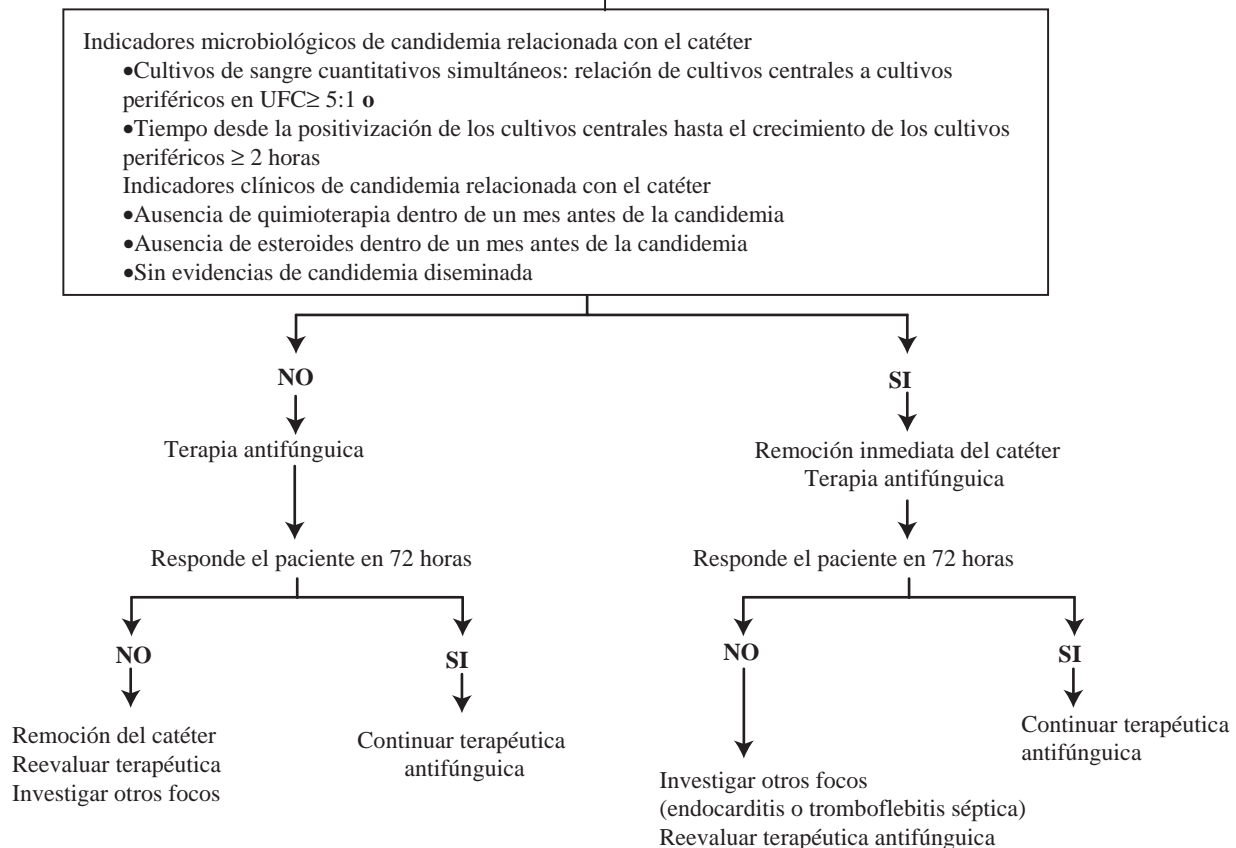 Indicadores microbiológicos de candidemia relacionada con el catéter
•Cultivos de sangre cuantitativos simultáneos: relación de cultivos centrales a cultivos
periféricos en UFC≥ 5:1 o
•Tiempo desde la positivización de los cultivos centrales hasta el crecimiento de los cultivos
periféricos ≥ 2 horas
Indicadores clínicos de candidemia relacionada con el catéter
•Ausencia de quimioterapia dentro de un mes antes de la candidemia
•Ausencia de esteroides dentro de un mes antes de la candidemia
•Sin evidencias de candidemia diseminada
NO
SI
Terapia antifúnguica
Remoción inmediata del catéter
Terapia antifúnguica
Responde el paciente en 72 horas
Responde el paciente en 72 horas
NO
SI
NO
SI
Remoción del catéter
Reevaluar terapéutica
Investigar otros focos
Continuar terapéutica
antifúnguica
Investigar otros focos
(endocarditis o tromboflebitis séptica)
Reevaluar terapéutica antifúnguica
Continuar terapéutica
antifúnguica